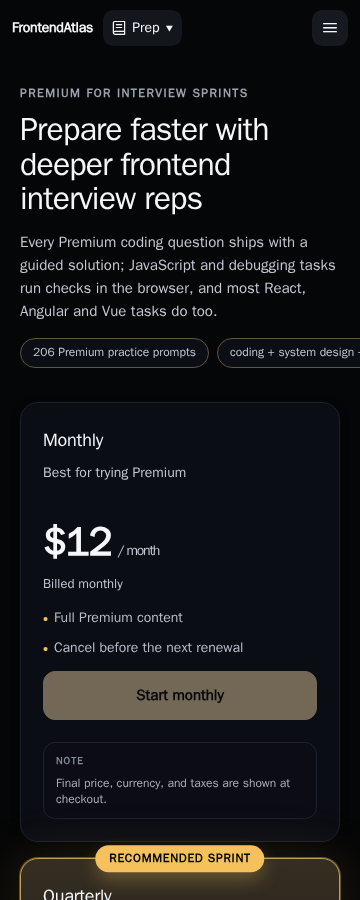 FrontendAtlas
Prep
PREMIUM FOR INTERVIEW SPRINTS
Prepare faster with
deeper frontend
interview reps
Every Premium coding question ships with a
guided solution; JavaScript and debugging tasks
run checks in the browser, and most React,
Angular and Vue tasks do too.
206 Premium practice prompts
coding + system design
Monthly
Best for trying Premium
$12 / month
Billed monthly
• Full Premium content
• Cancel before the next renewal
Start monthly
NOTE
Final price, currency, and taxes are shown at
checkout.
RECOMMENDED SPRINT
Quarterly